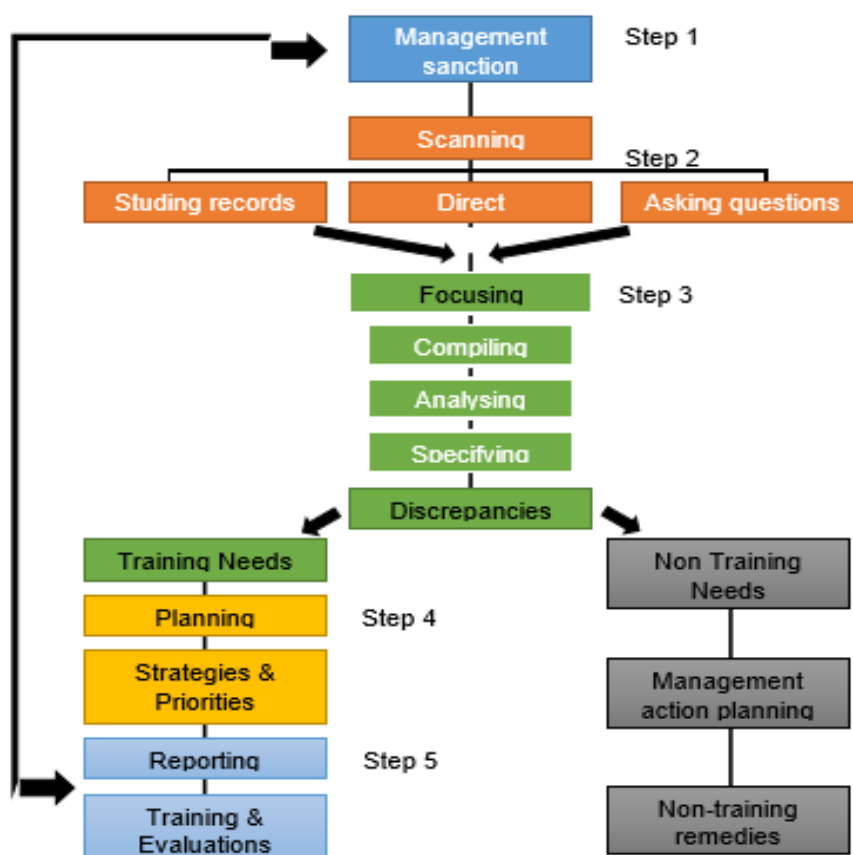 Management
sanction
Step 1
Scanning
Step 2
Studing records
Direct
Asking questions
Focusing
Step 3
Compiling
Analysing
Specifying
Discrepancies
Training Needs
Non Training
Needs
Planning
Step 4
Strategies &
Priorities
Management
action planning
Reporting
Step 5
Training &
Evaluations
Non-training
remedies